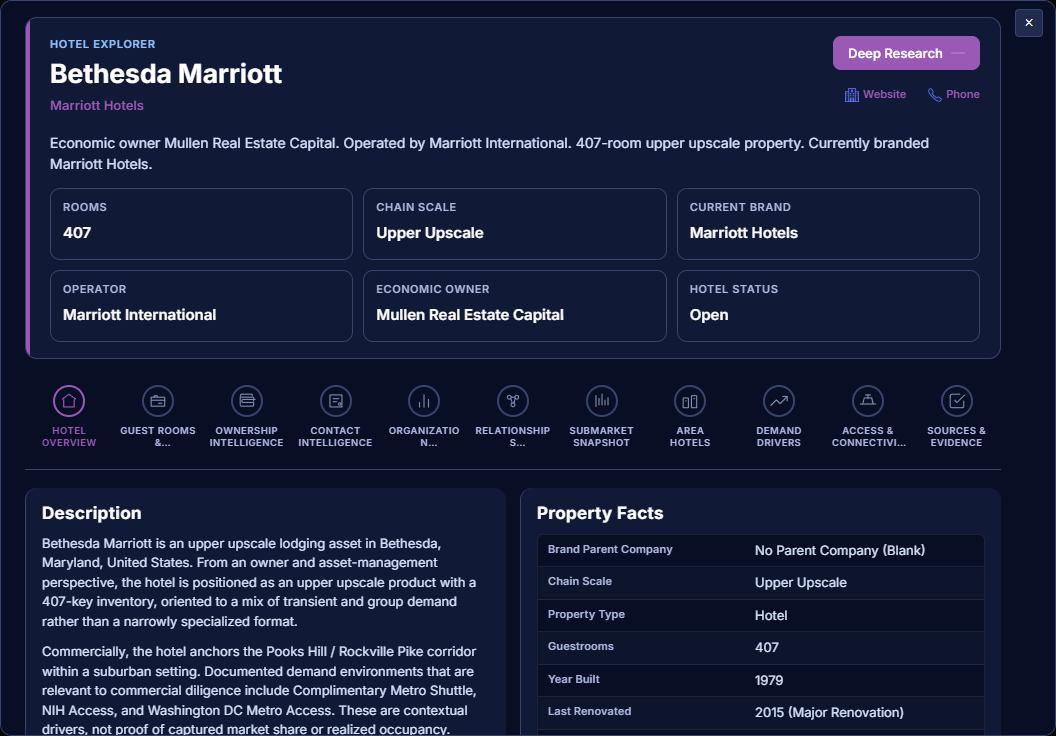 ×
HOTEL EXPLORER
Bethesda Marriott
Marriott Hotels
Deep Research —
Website
Phone
Economic owner Mullen Real Estate Capital. Operated by Marriott International. 407-room upper upscale property. Currently branded
Marriott Hotels.
ROOMS
407
CHAIN SCALE
Upper Upscale
CURRENT BRAND
Marriott Hotels
OPERATOR
Marriott International
ECONOMIC OWNER
Mullen Real Estate Capital
HOTEL STATUS
Open
HOTEL
OVERVIEW
GUEST ROOMS
&...
OWNERSHIP
INTELLIGENCE
CONTACT
INTELLIGENCE
ORGANIZATIO
N...
RELATIONSHIP
S...
SUBMARKET
SNAPSHOT
AREA
HOTELS
DEMAND
DRIVERS
ACCESS &
CONNECTIVI...
SOURCES &
EVIDENCE
Description
Bethesda Marriott is an upper upscale lodging asset in Bethesda,
Maryland, United States. From an owner and asset-management
perspective, the hotel is positioned as an upper upscale product with a
407-key inventory, oriented to a mix of transient and group demand
rather than a narrowly specialized format.
Commercially, the hotel anchors the Pooks Hill / Rockville Pike corridor
within a suburban setting. Documented demand environments that are
relevant to commercial diligence include Complimentary Metro Shuttle,
NIH Access, and Washington DC Metro Access. These are contextual
drivers, not proof of captured market share or realized occupancy.
Property Facts
Brand Parent Company
No Parent Company (Blank)
Chain Scale
Upper Upscale
Property Type
Hotel
Guestrooms
407
Year Built
1979
Last Renovated
2015 (Major Renovation)